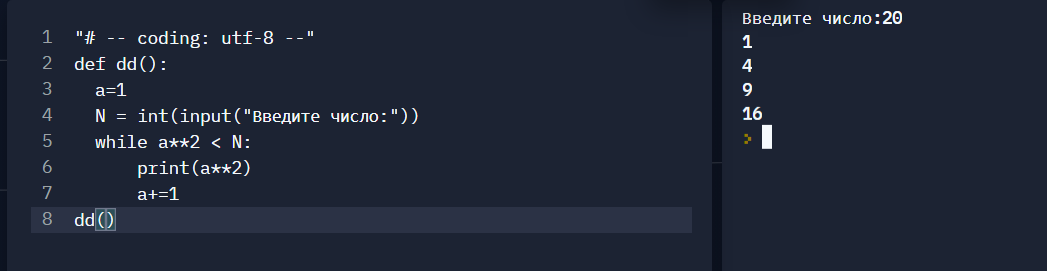 1 "# -- coding: utf-8 --"
2 def dd():
3   a=1
4   N = int(input("Введите число:"))
5   while a**2 < N:
6       print(a**2)
7       a+=1
8 dd()
Введите число:20
1
4
9
16
>